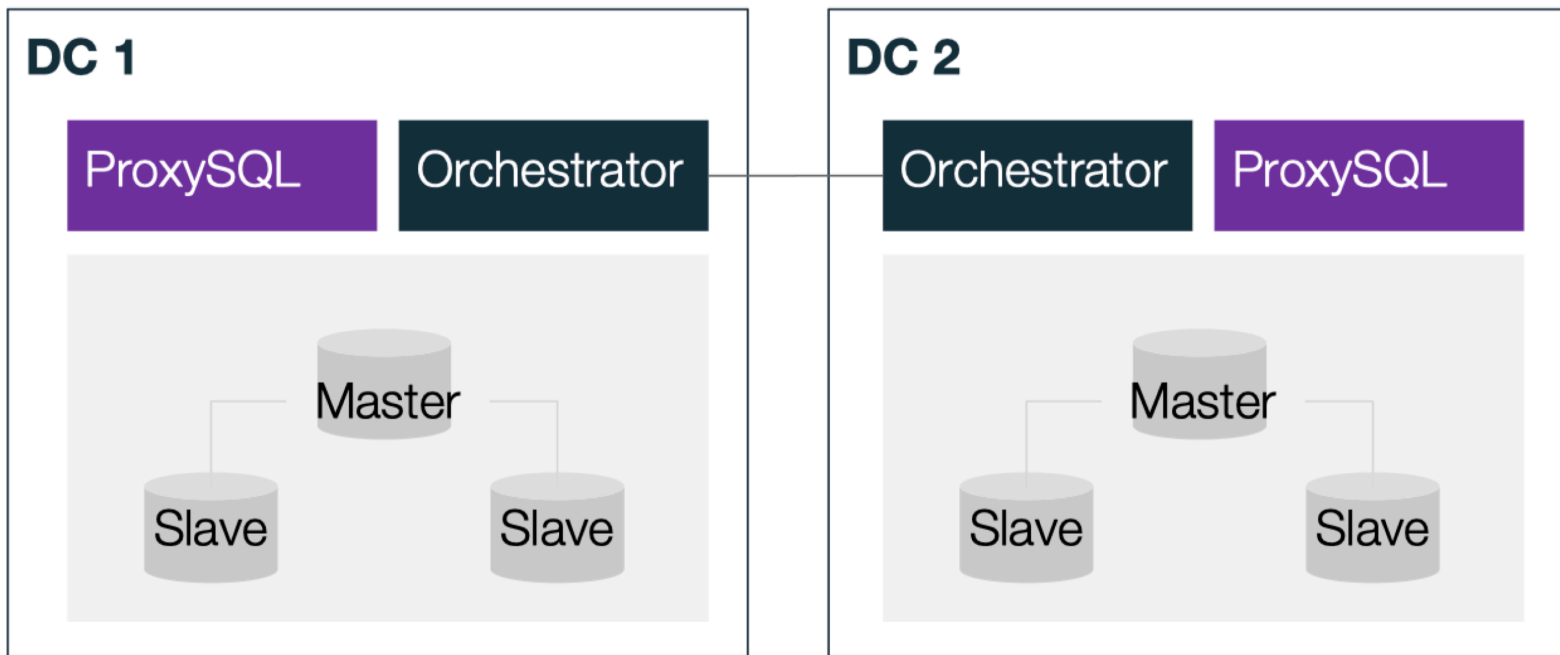 DC 1
ProxySQL
Orchestrator
Master
Slave
Slave
DC 2
Orchestrator
ProxySQL
Master
Slave
Slave